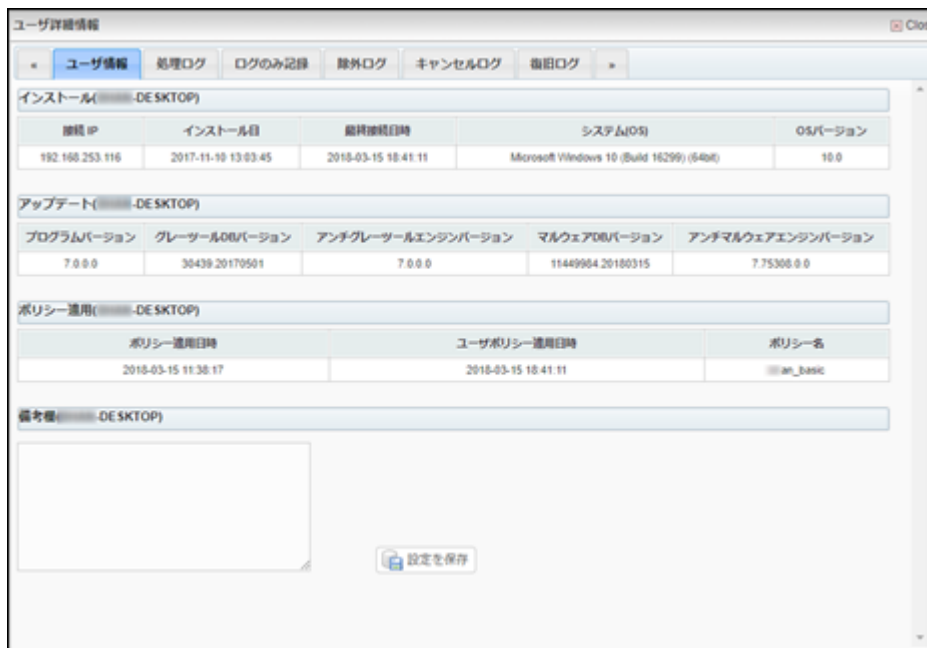 ユーザ詳細情報 Clos
« ユーザ情報 処理ログ ログのみ記録 除外ログ キャンセルログ 復旧ログ »
インストール( -DESKTOP)
接続 IP インストール日 最終接続日時 システム(OS) OSバージョン
192.168.253.116 2017-11-10 13:03:45 2018-03-15 18:41:11 Microsoft Windows 10 (Build 16299) (64bit) 10.0
アップデート( -DESKTOP)
プログラムバージョン グレーツールDBバージョン アンチグレーツールエンジンバージョン マルウェアDBバージョン アンチマルウェアエンジンバージョン
7.0.0.0 30439.20170501 7.0.0.0 11449984.20180315 7.75308.0.0
ポリシー適用( -DESKTOP)
ポリシー適用日時 ユーザポリシー適用日時 ポリシー名
2018-03-15 11:38:17 2018-03-15 18:41:11 an_basic
備考欄( -DESKTOP)
設定を保存